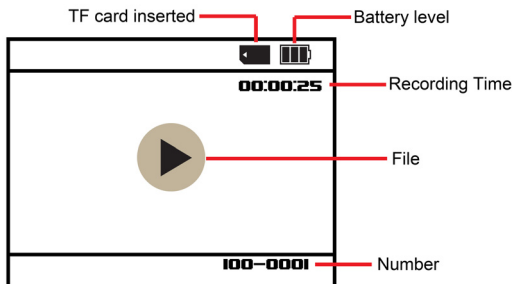 TF card inserted
Battery level
00:00:25
Recording Time
File
100-0001
Number